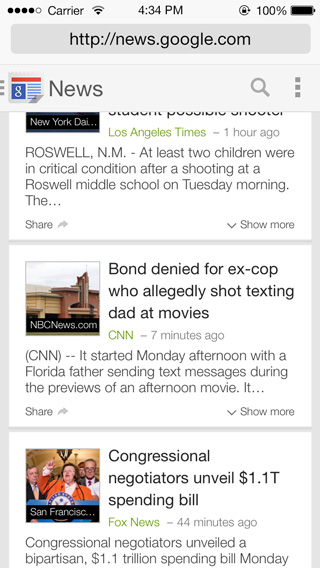 Carrier 4:34 PM 100%
http://news.google.com
g News
student possible shooter
New York Dai...
Los Angeles Times – 1 hour ago
ROSWELL, N.M. - At least two children were
in critical condition after a shooting at a
Roswell middle school on Tuesday morning.
The…
Share Show more
Bond denied for ex-cop
who allegedly shot texting
dad at movies
NBCNews.com
CNN – 7 minutes ago
(CNN) -- It started Monday afternoon with a
Florida father sending text messages during
the previews of an afternoon movie. It…
Share Show more
Congressional
negotiators unveil $1.1T
spending bill
San Francisc...
Fox News – 44 minutes ago
Congressional negotiators unveiled a
bipartisan, $1.1 trillion spending bill Monday